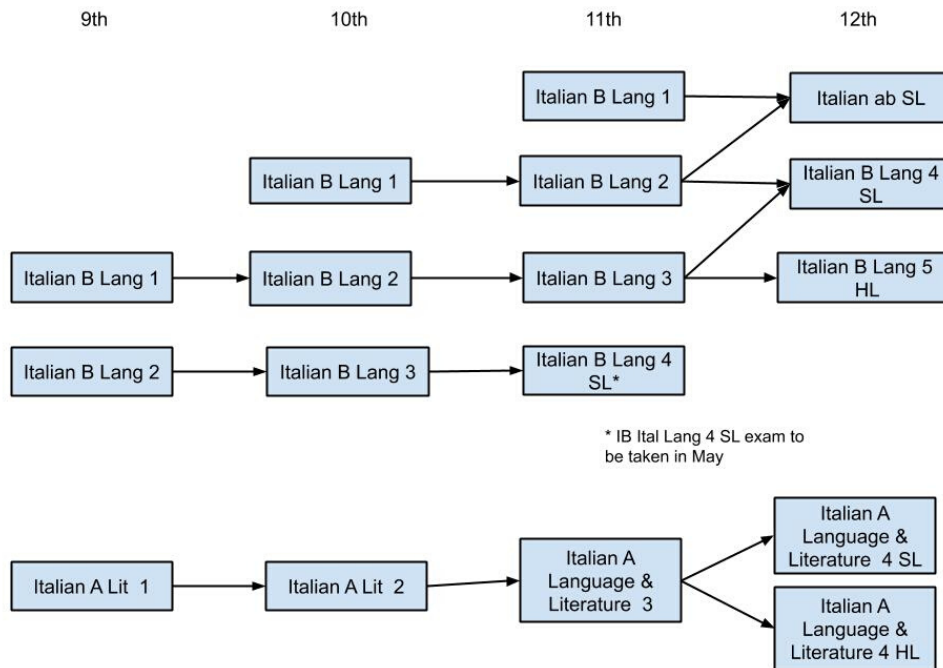 9th
10th
11th
12th
Italian B Lang 1
Italian ab SL
Italian B Lang 1
Italian B Lang 2
Italian B Lang 4
SL
Italian B Lang 1
Italian B Lang 2
Italian B Lang 3
Italian B Lang 5
HL
Italian B Lang 2
Italian B Lang 3
Italian B Lang 4
SL*
* IB Ital Lang 4 SL exam to
be taken in May
Italian A Lit 1
Italian A Lit 2
Italian A
Language &
Literature 3
Italian A
Language &
Literature 4 SL
Italian A
Language &
Literature 4 HL